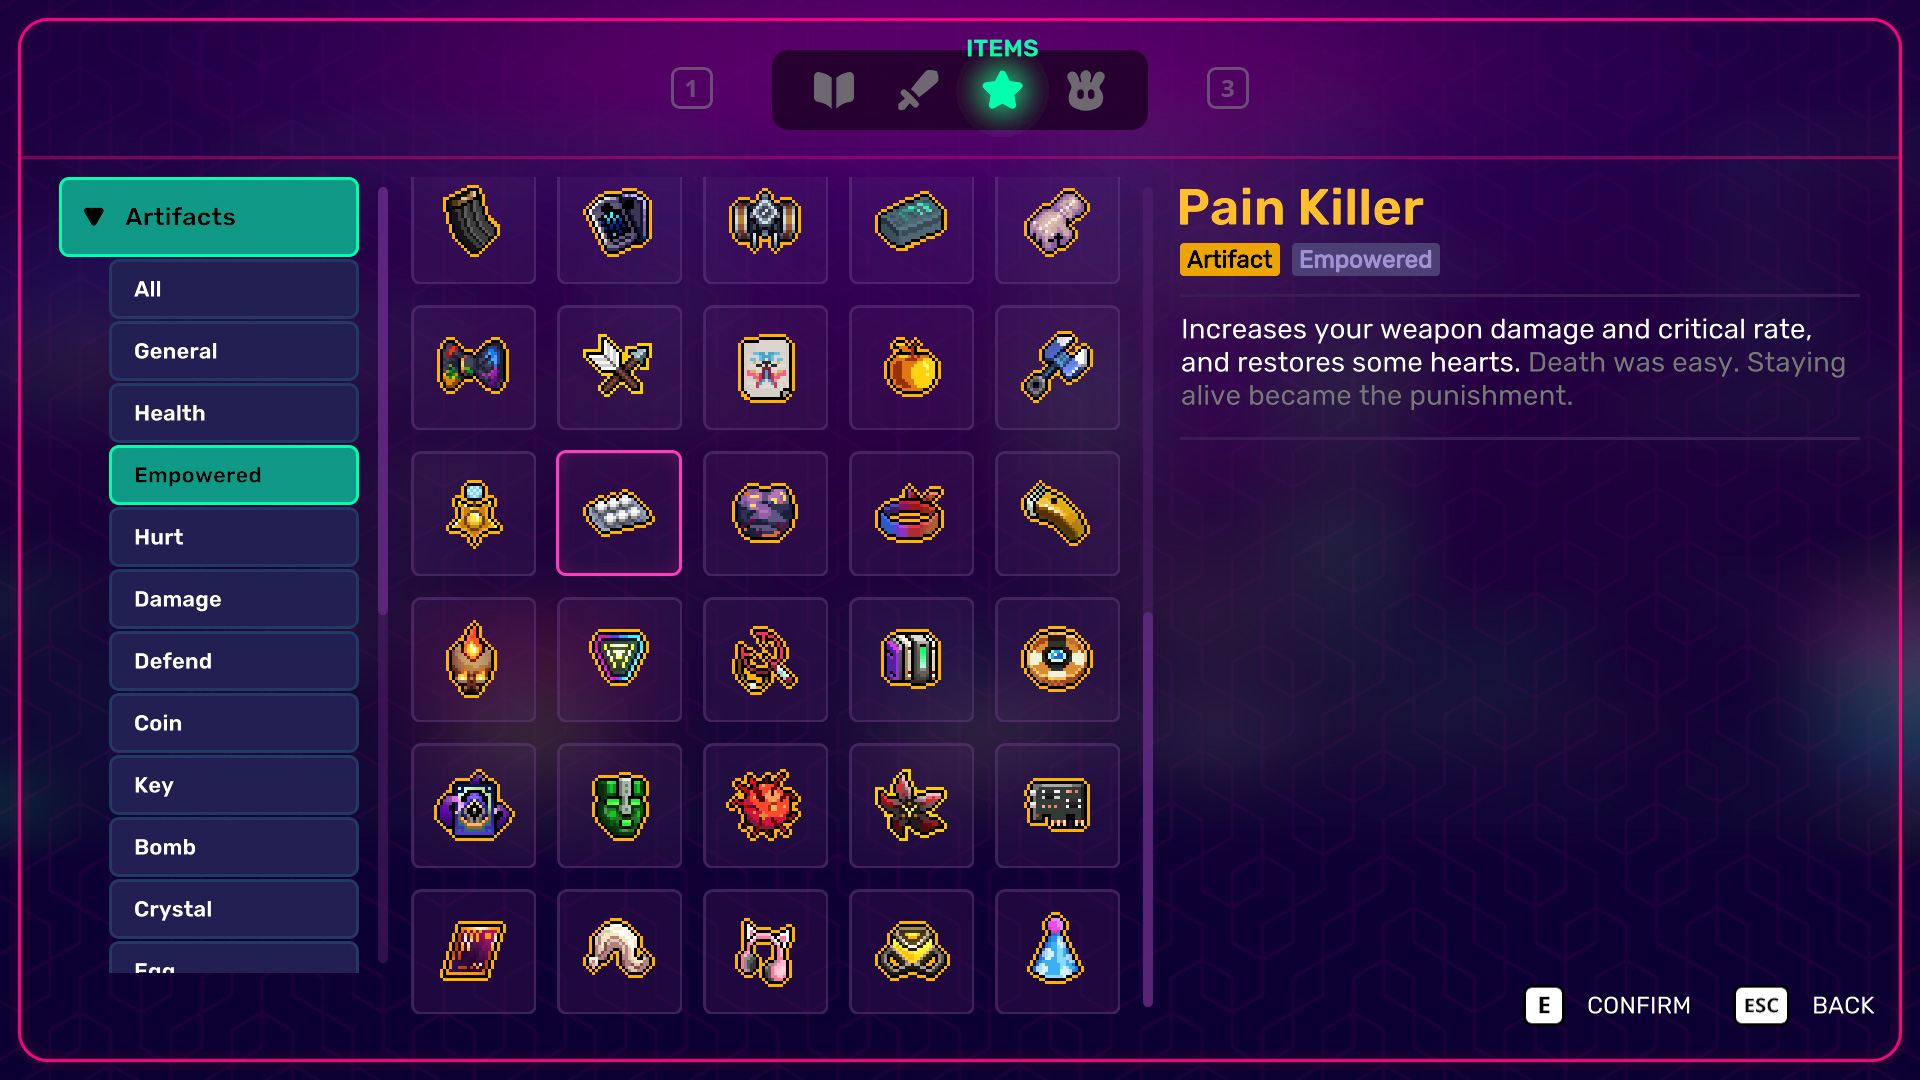 ITEMS
1
3
Artifacts
All
General
Health
Empowered
Hurt
Damage
Defend
Coin
Key
Bomb
Crystal
Egg
Pain Killer
Artifact Empowered
Increases your weapon damage and critical rate,
and restores some hearts. Death was easy. Staying
alive became the punishment.
E CONFIRM ESC BACK